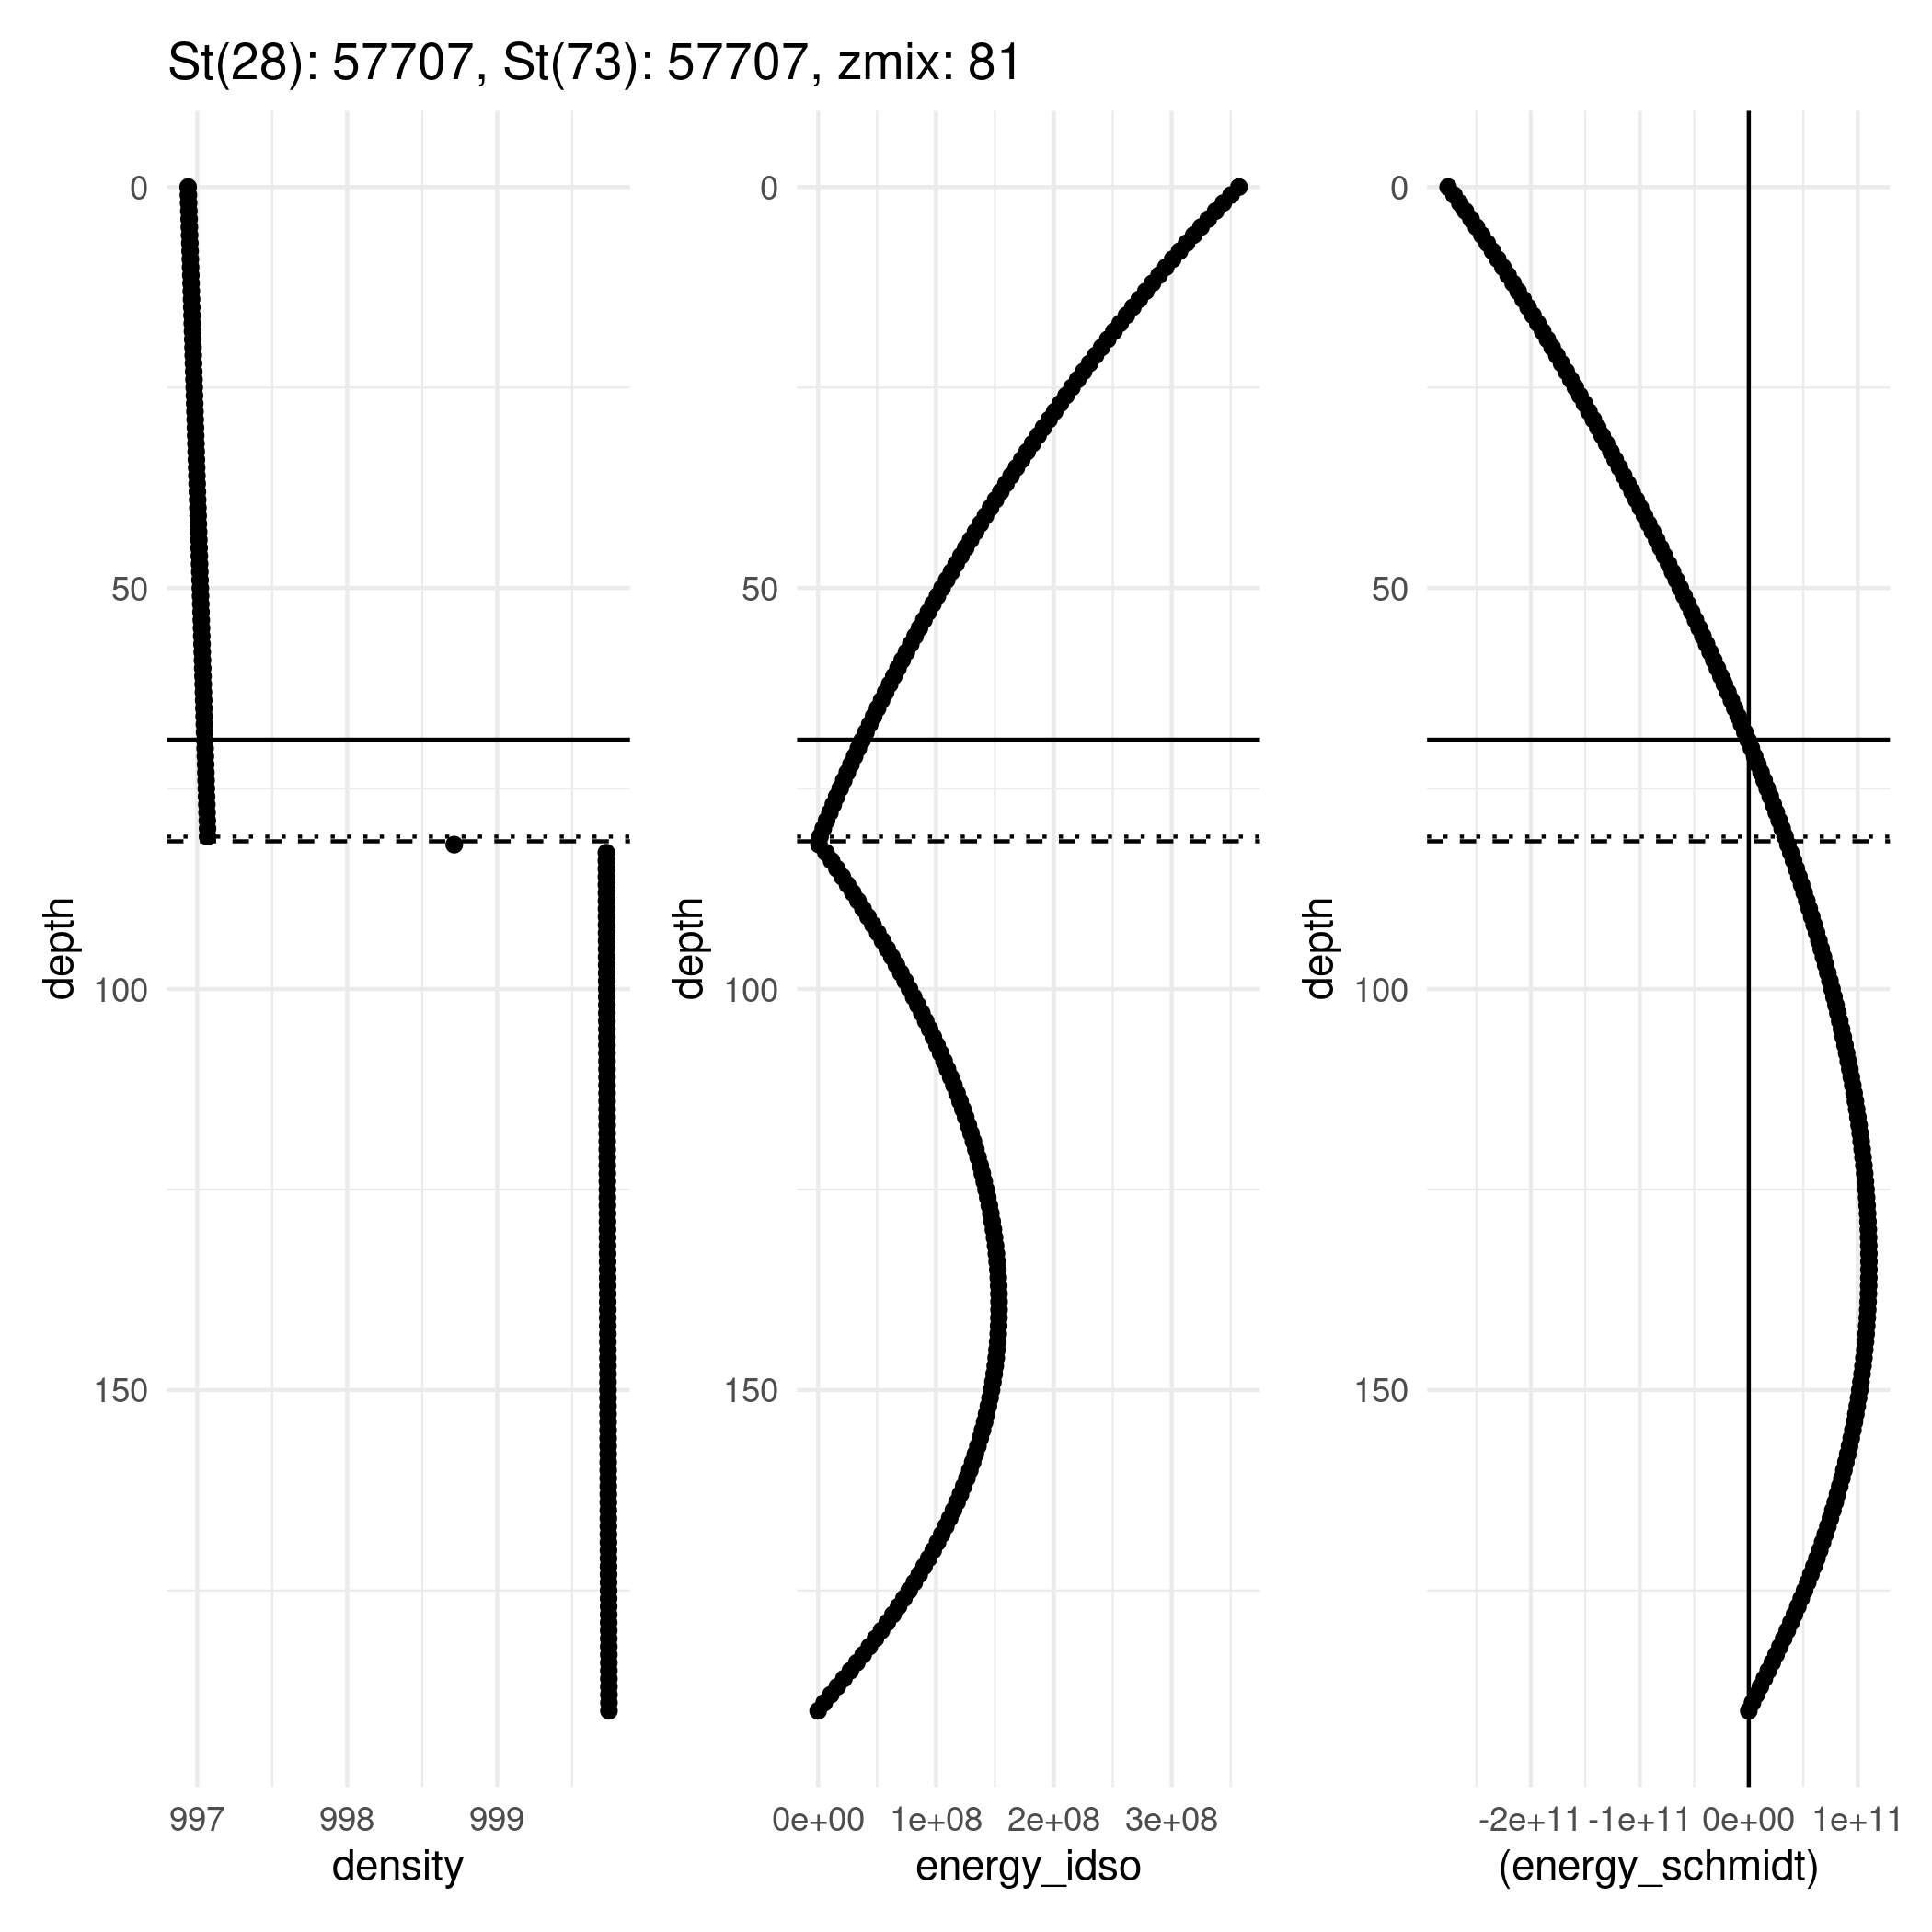 St(28): 57707, St(73): 57707, zmix: 81
0
50
100
150
depth
997
998
999
density
0
50
100
150
depth
0e+00
1e+08
2e+08
3e+08
energy_idso
0
50
100
150
depth
-2e+11
-1e+11
0e+00
1e+11
(energy_schmidt)